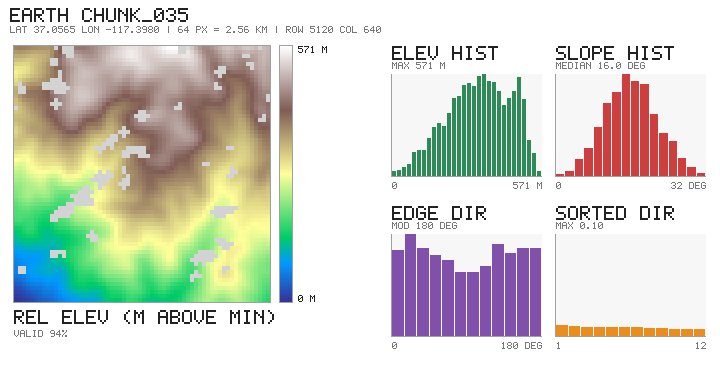 EARTH CHUNK_035
LAT 37.0565 LON -117.3980 | 64 PX = 2.56 KM | ROW 5120 COL 640
571 M
0 M
REL ELEV (M ABOVE MIN)
VALID 94%
ELEV HIST
MAX 571 M
0 571 M
SLOPE HIST
MEDIAN 16.0 DEG
0 32 DEG
EDGE DIR
MOD 180 DEG
0 180 DEG
SORTED DIR
MAX 0.10
1 12